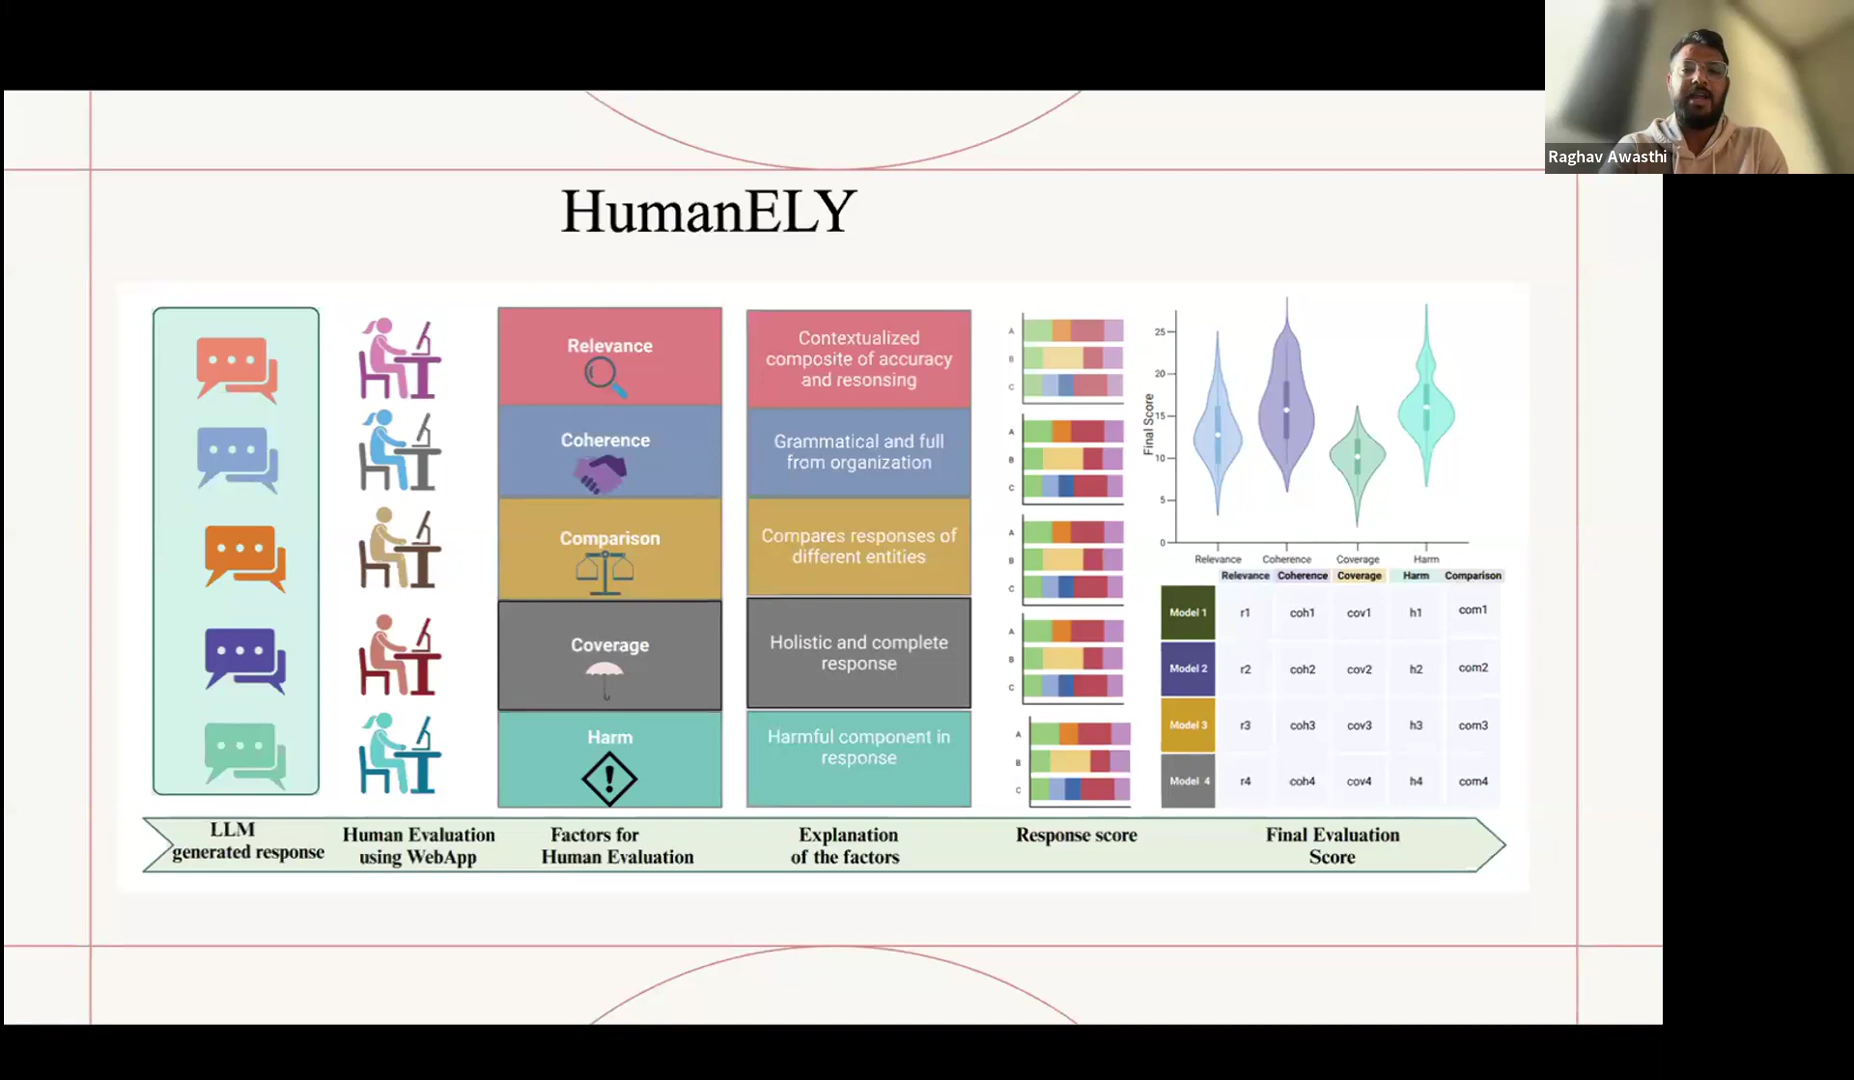 Raghav Awasthi
HumanELY
Relevance
Coherence
Comparison
Coverage
Harm
Contextualized
composite of accuracy
and resonsing
Grammatical and full
from organization
Compares responses of
different entities
Holistic and complete
response
Harmful component in
response
A
B
C
A
B
C
A
B
C
A
B
C
A
B
C
Final Score
25
20
15
10
5
0
Relevance Coherence Coverage Harm
Relevance Coherence Coverage Harm Comparison
Model 1 r1 coh1 cov1 h1 com1
Model 2 r2 coh2 cov2 h2 com2
Model 3 r3 coh3 cov3 h3 com3
Model 4 r4 coh4 cov4 h4 com4
LLM
generated response
Human Evaluation
using WebApp
Factors for
Human Evaluation
Explanation
of the factors
Response score
Final Evaluation
Score